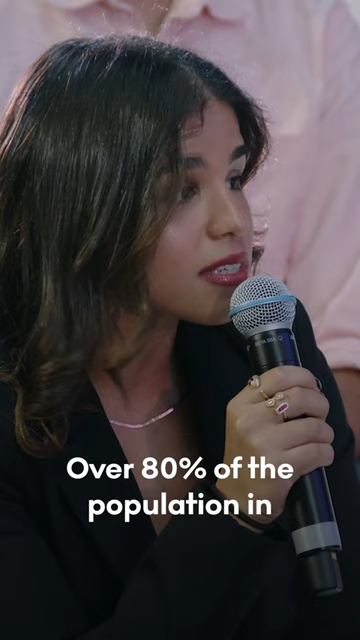 Over 80% of the
population in